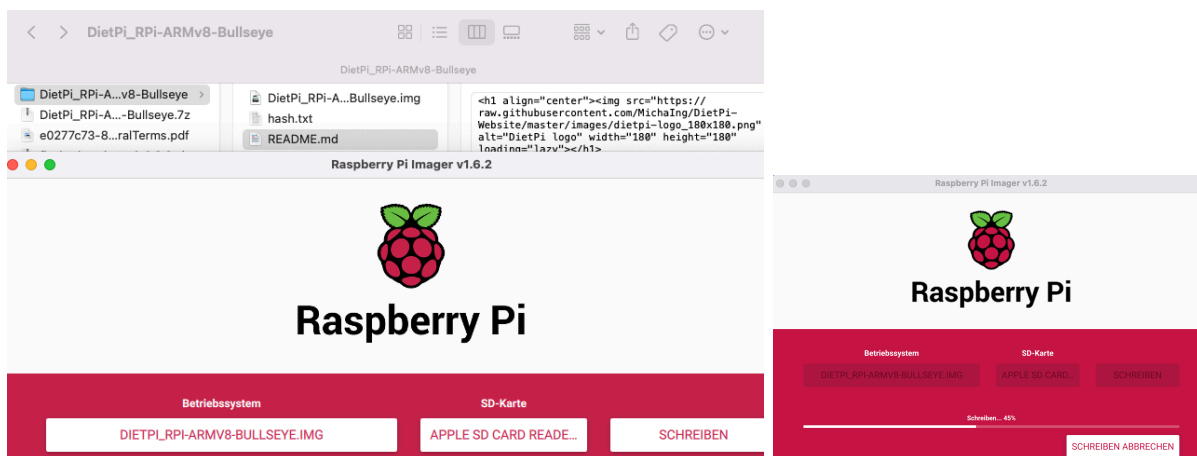 DietPi_RPi-ARMv8-Bullseye
DietPi_RPi-ARMv8-Bullseye
DietPi_RPi-A...v8-Bullseye
DietPi_RPi-A...-Bullseye.7z
e0277c73-8...ralTerms.pdf
DietPi_RPi-A...Bullseye.img
hash.txt
README.md
<h1 align="center"><img src="https://
raw.githubusercontent.com/MichaIng/DietPi-
Website/master/images/dietpi-logo_180x180.png"
alt="DietPi logo" width="180" height="180"
loading="lazy"></h1>
Raspberry Pi Imager v1.6.2
Raspberry Pi
Betriebssystem
SD-Karte
DIETPI_RPI-ARMV8-BULLSEYE.IMG
APPLE SD CARD READE...
SCHREIBEN
Raspberry Pi Imager v1.6.2
Raspberry Pi
Betriebssystem
SD-Karte
DIETPI_RPI-ARMV8-BULLSEYE.IMG
APPLE SD CARD...
SCHREIBEN
Schreiben... 45%
SCHREIBEN ABBRECHEN